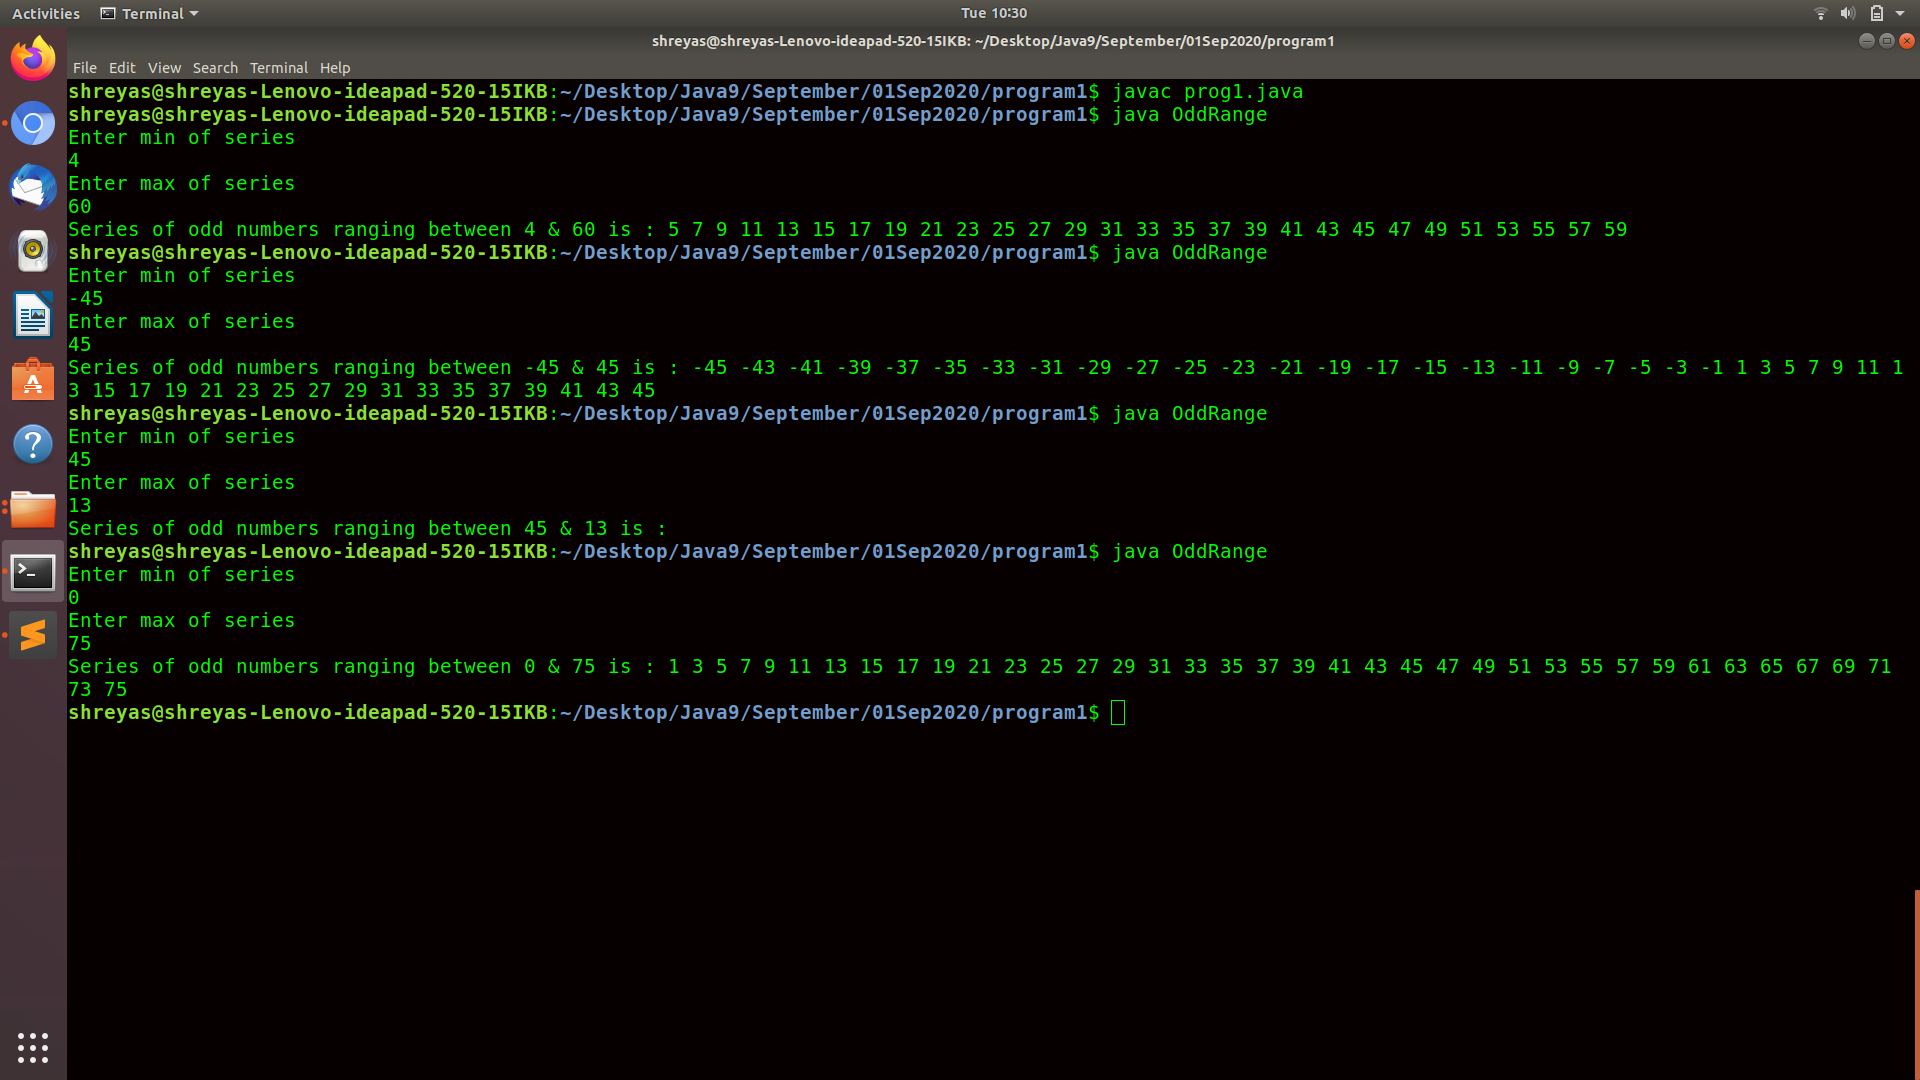 Activities Terminal Tue 10:30
shreyas@shreyas-Lenovo-ideapad-520-15IKB: ~/Desktop/Java9/September/01Sep2020/program1
File Edit View Search Terminal Help
shreyas@shreyas-Lenovo-ideapad-520-15IKB:~/Desktop/Java9/September/01Sep2020/program1$ javac prog1.java
shreyas@shreyas-Lenovo-ideapad-520-15IKB:~/Desktop/Java9/September/01Sep2020/program1$ java OddRange
Enter min of series
4
Enter max of series
60
Series of odd numbers ranging between 4 & 60 is : 5 7 9 11 13 15 17 19 21 23 25 27 29 31 33 35 37 39 41 43 45 47 49 51 53 55 57 59
shreyas@shreyas-Lenovo-ideapad-520-15IKB:~/Desktop/Java9/September/01Sep2020/program1$ java OddRange
Enter min of series
-45
Enter max of series
45
Series of odd numbers ranging between -45 & 45 is : -45 -43 -41 -39 -37 -35 -33 -31 -29 -27 -25 -23 -21 -19 -17 -15 -13 -11 -9 -7 -5 -3 -1 1 3 5 7 9 11 1
3 15 17 19 21 23 25 27 29 31 33 35 37 39 41 43 45
shreyas@shreyas-Lenovo-ideapad-520-15IKB:~/Desktop/Java9/September/01Sep2020/program1$ java OddRange
Enter min of series
45
Enter max of series
13
Series of odd numbers ranging between 45 & 13 is :
shreyas@shreyas-Lenovo-ideapad-520-15IKB:~/Desktop/Java9/September/01Sep2020/program1$ java OddRange
Enter min of series
0
Enter max of series
75
Series of odd numbers ranging between 0 & 75 is : 1 3 5 7 9 11 13 15 17 19 21 23 25 27 29 31 33 35 37 39 41 43 45 47 49 51 53 55 57 59 61 63 65 67 69 71
73 75
shreyas@shreyas-Lenovo-ideapad-520-15IKB:~/Desktop/Java9/September/01Sep2020/program1$